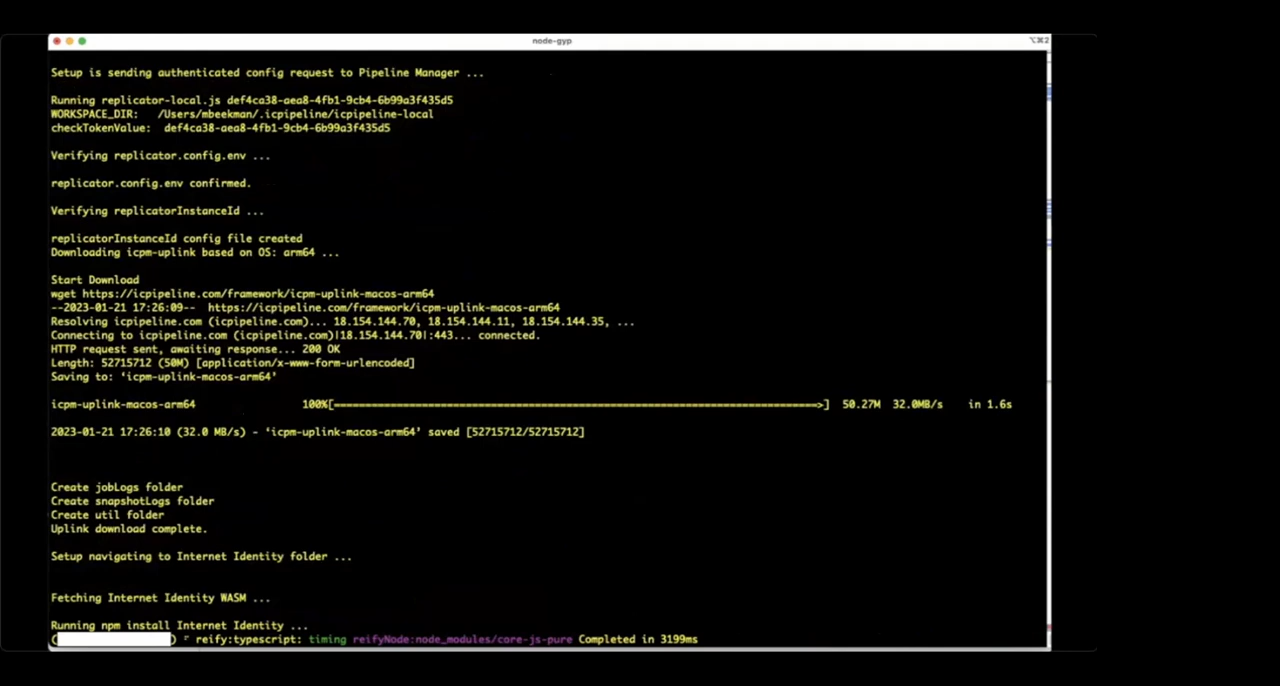 node-gyp
⌥⌘2
Setup is sending authenticated config request to Pipeline Manager ...
Running replicator-local.js def4ca38-aea8-4fb1-9cb4-6b99a3f435d5
WORKSPACE_DIR: /Users/mbeekman/.icpipeline/icpipeline-local
checkTokenValue: def4ca38-aea8-4fb1-9cb4-6b99a3f435d5
Verifying replicator.config.env ...
replicator.config.env confirmed.
Verifying replicatorInstanceId ...
replicatorInstanceId config file created
Downloading icpm-uplink based on OS: arm64 ...
Start Download
wget https://icpipeline.com/framework/icpm-uplink-macos-arm64
--2023-01-21 17:26:09-- https://icpipeline.com/framework/icpm-uplink-macos-arm64
Resolving icpipeline.com (icpipeline.com)... 18.154.144.70, 18.154.144.11, 18.154.144.35, ...
Connecting to icpipeline.com (icpipeline.com)|18.154.144.70|:443... connected.
HTTP request sent, awaiting response... 200 OK
Length: 52715712 (50M) [application/x-www-form-urlencoded]
Saving to: ‘icpm-uplink-macos-arm64’
icpm-uplink-macos-arm64 100%[==============================================================================>] 50.27M 32.0MB/s in 1.6s
2023-01-21 17:26:10 (32.0 MB/s) - ‘icpm-uplink-macos-arm64’ saved [52715712/52715712]
Create jobLogs folder
Create snapshotLogs folder
Create util folder
Uplink download complete.
Setup navigating to Internet Identity folder ...
Fetching Internet Identity WASM ...
Running npm install Internet Identity ...
( ) ⠋ reify:typescript: timing reifyNode:node_modules/core-js-pure Completed in 3199ms